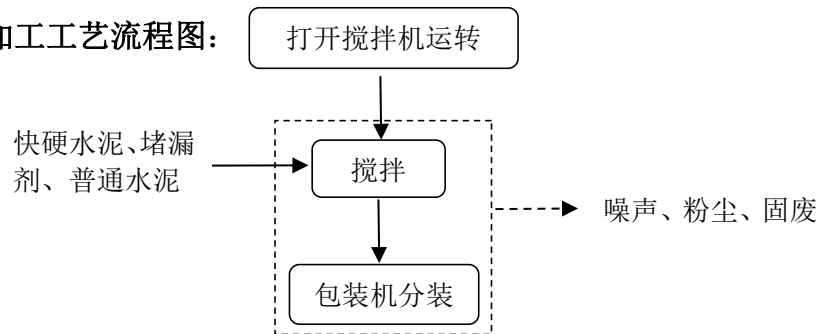 加工工艺流程图：
打开搅拌机运转
快硬水泥、堵漏
剂、普通水泥
搅拌
噪声、粉尘、固废
包装机分装